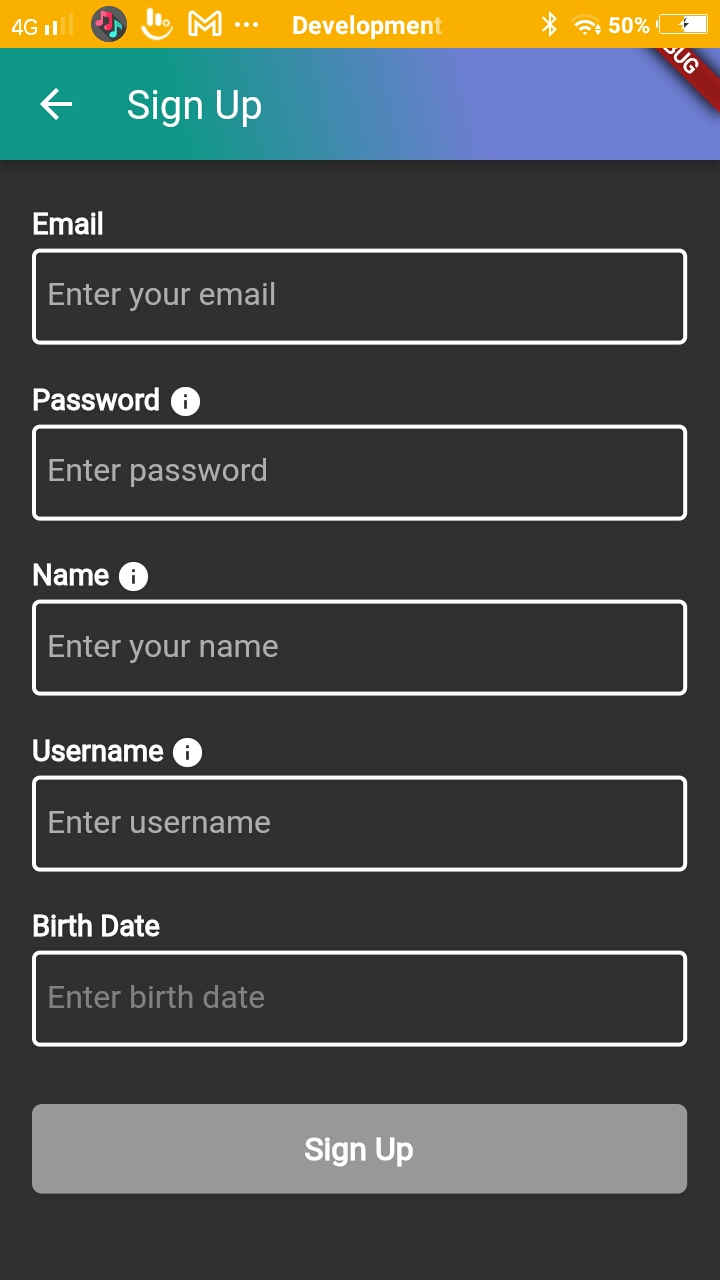 4G Development 50%
Sign Up
Email
Enter your email
Password
Enter password
Name
Enter your name
Username
Enter username
Birth Date
Enter birth date
Sign Up